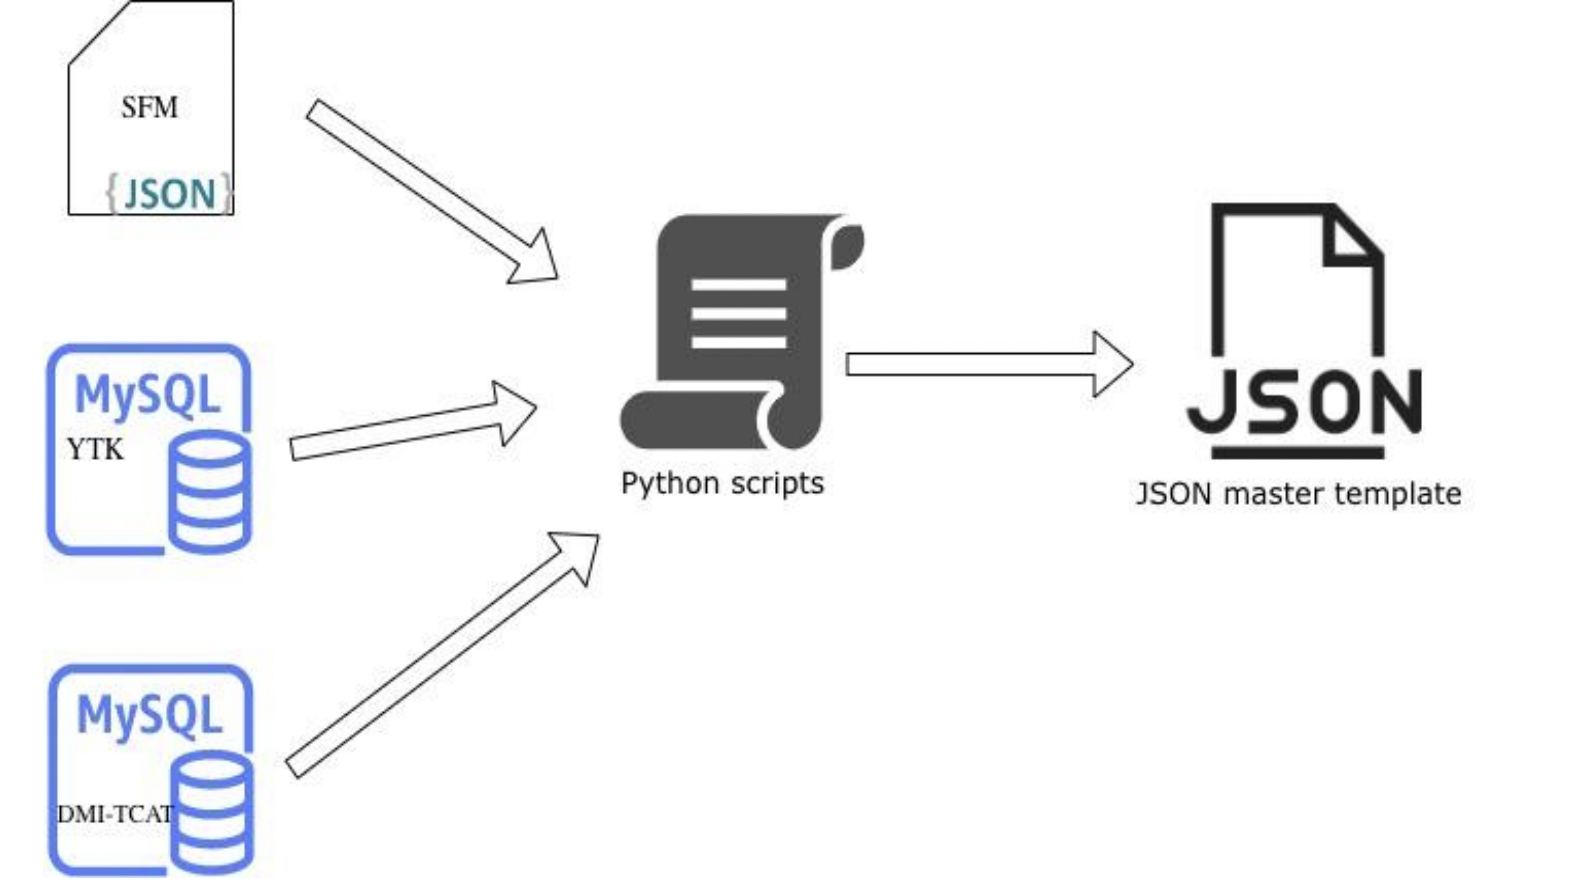 SFM
{JSON}
MySQL
YTK
MySQL
DMI-TCAT
Python scripts
JSON
JSON master template